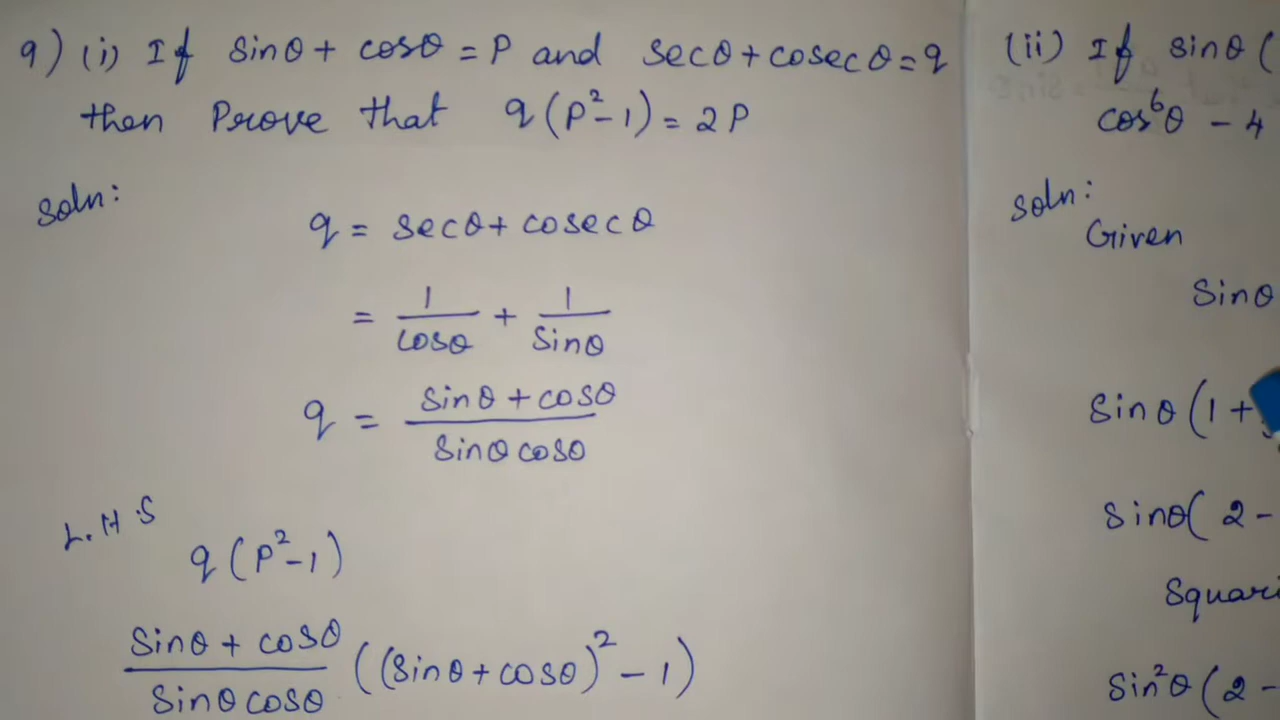 9) (i) If sinθ + cosθ = P and secθ + cosecθ = q
then Prove that q(P²-1) = 2P
Soln:
q = secθ + cosecθ
= 1/cosθ + 1/sinθ
q = sinθ + cosθ / sinθ cosθ
L.H.S
q(P²-1)
sinθ + cosθ / sinθ cosθ ((sinθ + cosθ)² - 1)
(ii) If sinθ (
cos⁶θ - 4
Soln:
Given
Sinθ
Sinθ(1+
Sinθ( 2 -
Squari
Sin²θ( 2 -